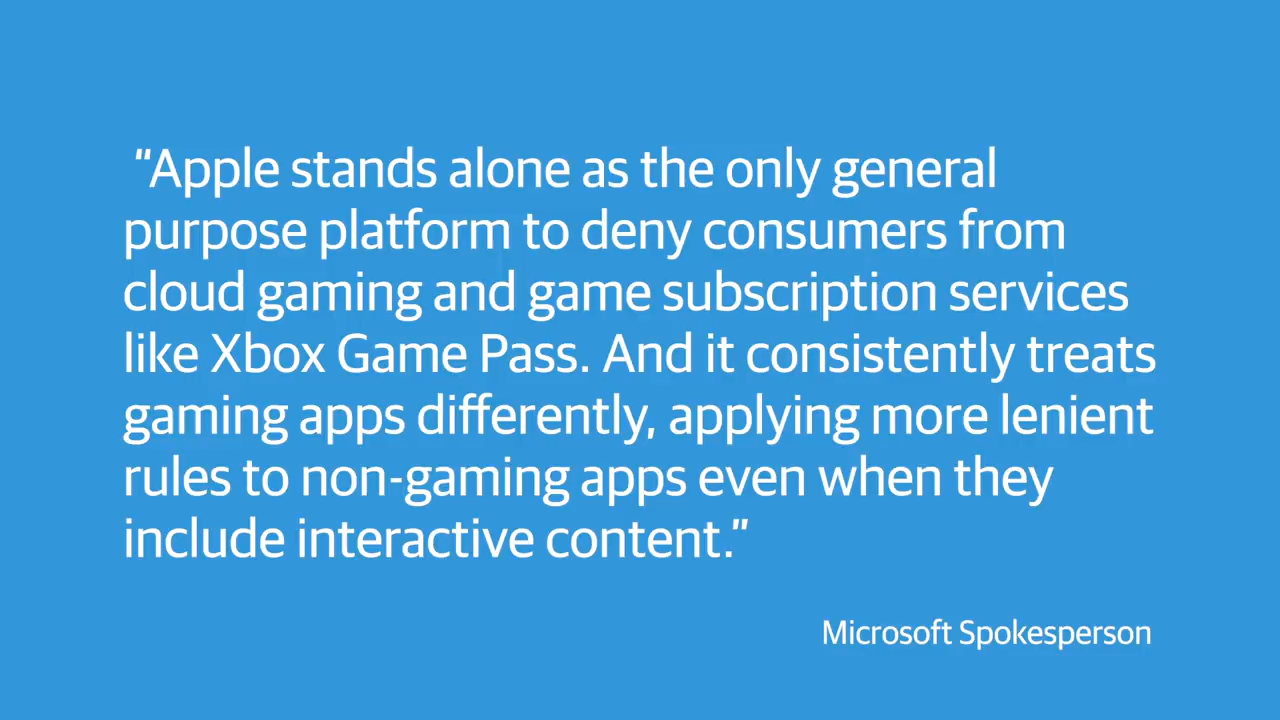 “Apple stands alone as the only general
purpose platform to deny consumers from
cloud gaming and game subscription services
like Xbox Game Pass. And it consistently treats
gaming apps differently, applying more lenient
rules to non-gaming apps even when they
include interactive content.”
Microsoft Spokesperson